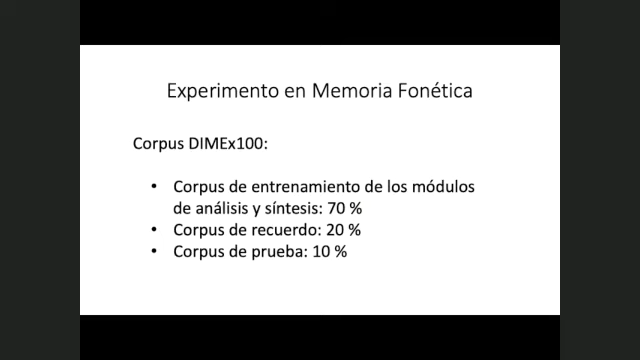 Experimento en Memoria Fonética
Corpus DIMEx100:
• Corpus de entrenamiento de los módulos
de análisis y síntesis: 70 %
• Corpus de recuerdo: 20 %
• Corpus de prueba: 10 %